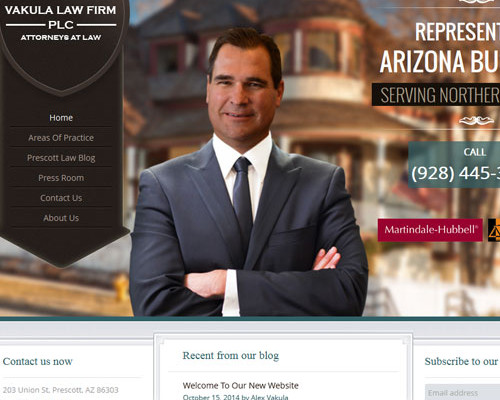 VAKULA LAW FIRM
PLC
ATTORNEYS AT LAW
Home
Areas Of Practice
Prescott Law Blog
Press Room
Contact Us
About Us
REPRESENT
ARIZONA BU
SERVING NORTHER
CALL
(928) 445-3
Martindale-Hubbell®
Contact us now
203 Union St, Prescott, AZ 86303
Recent from our blog
Welcome To Our New Website
October 15, 2014 by Alex Vakula
Subscribe to our
Email address